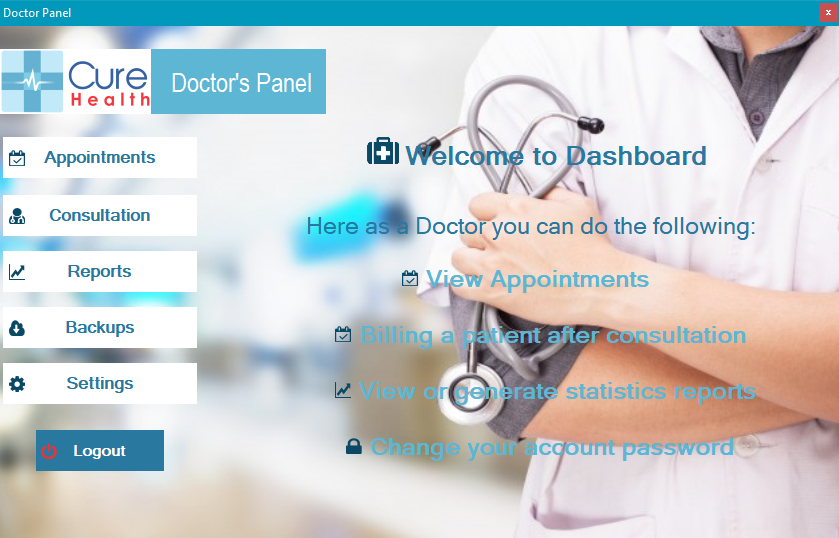 Doctor Panel
x
Cure
Health
Doctor's Panel
Appointments
Consultation
Reports
Backups
Settings
Logout
Welcome to Dashboard
Here as a Doctor you can do the following:
View Appointments
Billing a patient after consultation
View or generate statistics reports
Change your account password